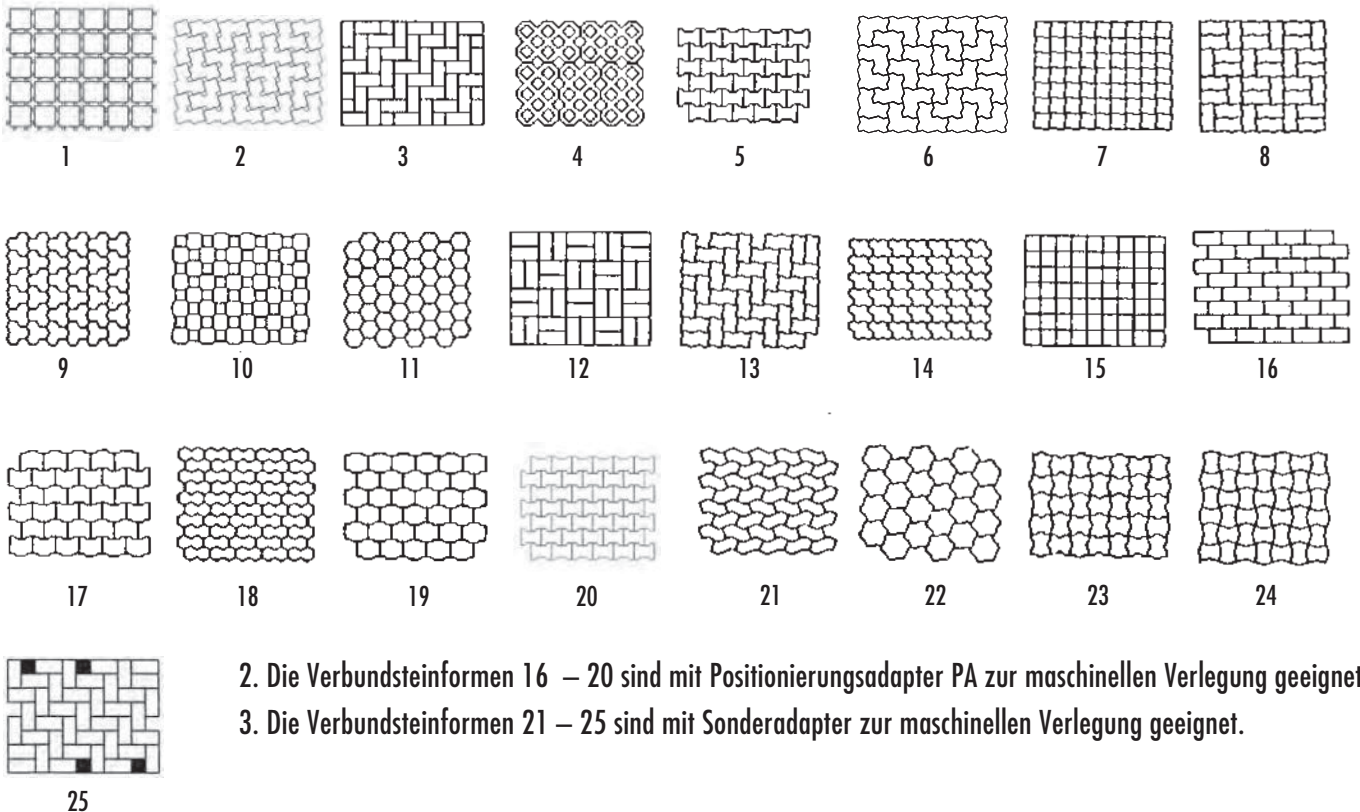 1 2 3 4 5 6 7 8
9 10 11 12 13 14 15 16
17 18 19 20 21 22 23 24
2. Die Verbundsteinformen 16 – 20 sind mit Positionierungsadapter PA zur maschinellen Verlegung geeignet
3. Die Verbundsteinformen 21 – 25 sind mit Sonderadapter zur maschinellen Verlegung geeignet.
25